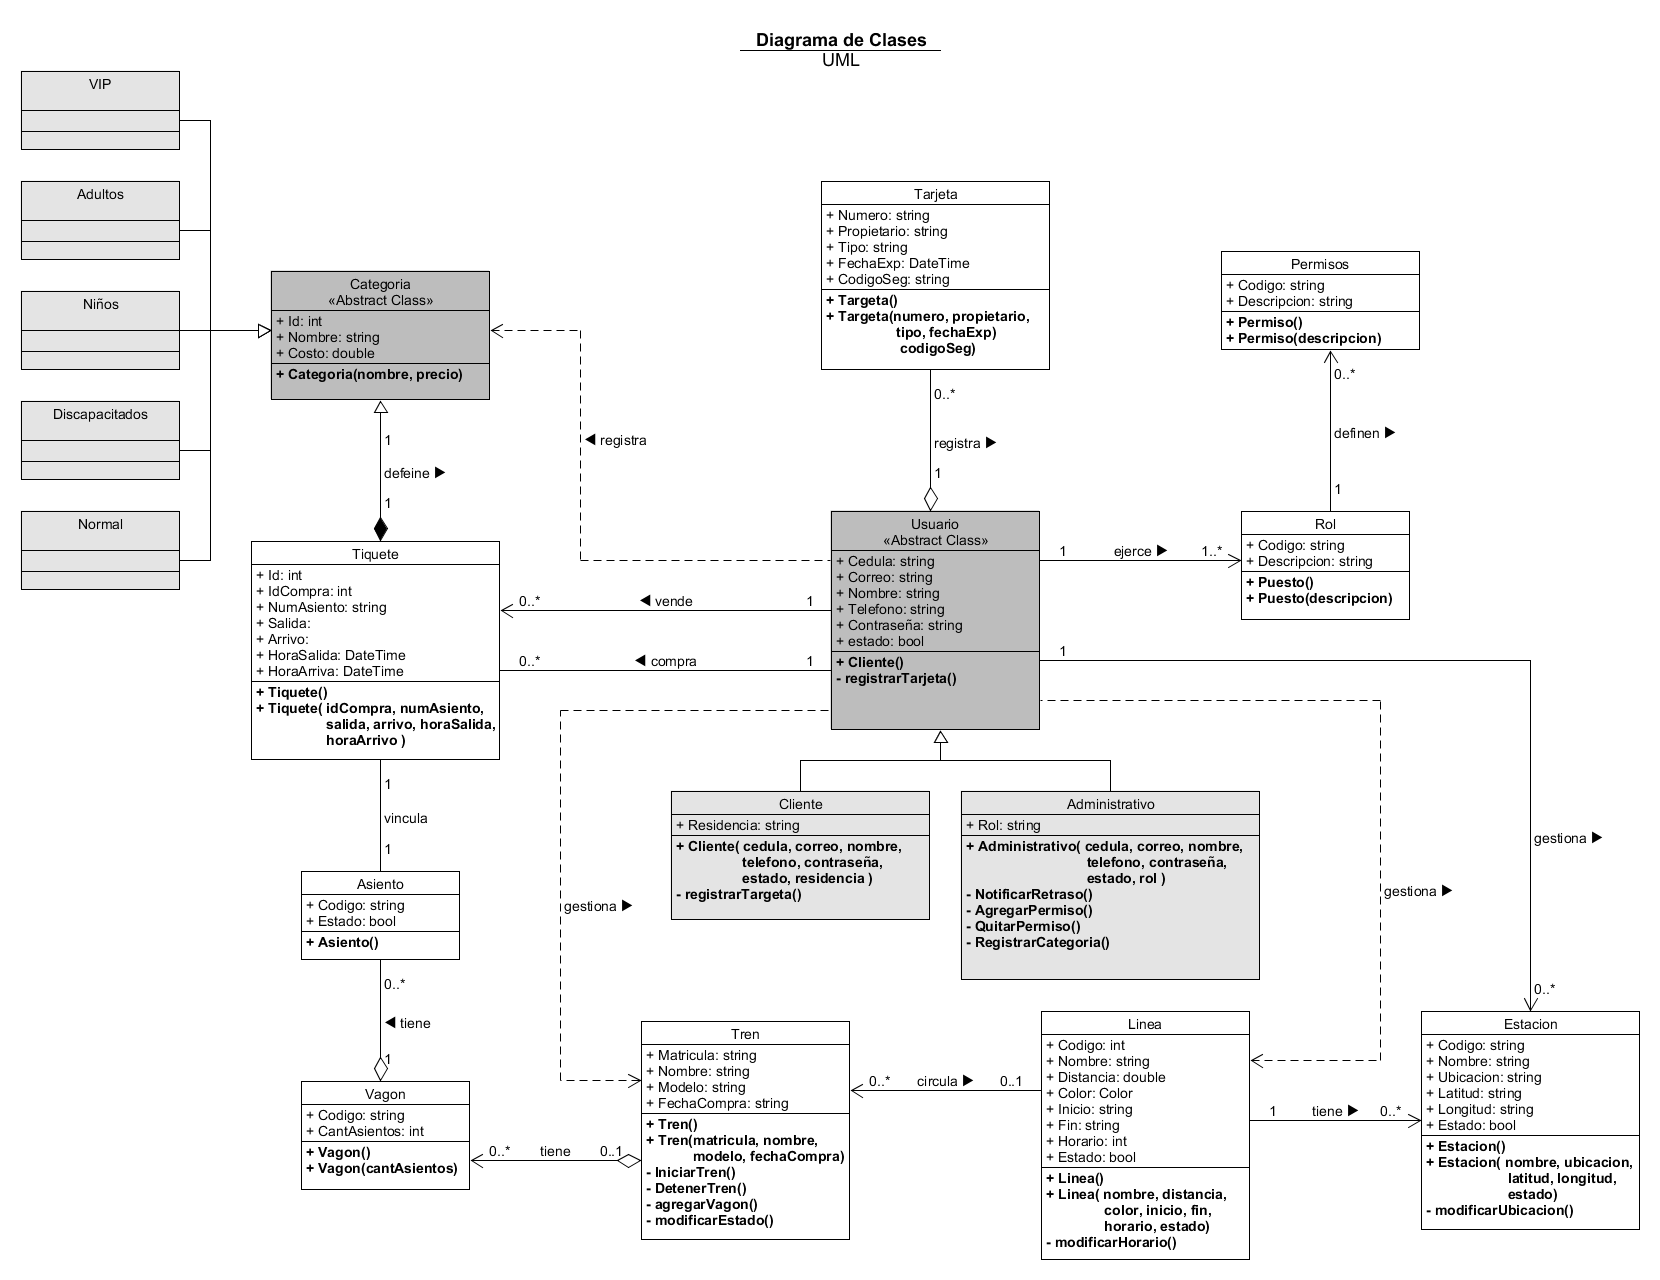 Diagrama de Clases
UML
VIP
Adultos
Niños
Discapacitados
Normal
Categoria
«Abstract Class»
+ Id: int
+ Nombre: string
+ Costo: double
+ Categoria(nombre, precio)
1
defeine ▶
1
◀ registra
Tarjeta
+ Numero: string
+ Propietario: string
+ Tipo: string
+ FechaExp: DateTime
+ CodigoSeg: string
+ Targeta()
+ Targeta(numero, propietario,
tipo, fechaExp)
codigoSeg)
0..*
registra ▶
1
Permisos
+ Codigo: string
+ Descripcion: string
+ Permiso()
+ Permiso(descripcion)
0..*
definen ▶
1
Rol
+ Codigo: string
+ Descripcion: string
+ Puesto()
+ Puesto(descripcion)
Usuario
«Abstract Class»
+ Cedula: string
+ Correo: string
+ Nombre: string
+ Telefono: string
+ Contraseña: string
+ estado: bool
+ Cliente()
- registrarTarjeta()
1 ejerce ▶ 1..*
Tiquete
+ Id: int
+ IdCompra: int
+ NumAsiento: string
+ Salida:
+ Arrivo:
+ HoraSalida: DateTime
+ HoraArriva: DateTime
+ Tiquete()
+ Tiquete( idCompra, numAsiento,
salida, arrivo, horaSalida,
horaArrivo )
0..* ◀ vende 1
0..* ◀ compra 1
1
gestiona ▶
0..*
1
vincula
1
Cliente
+ Residencia: string
+ Cliente( cedula, correo, nombre,
telefono, contraseña,
estado, residencia )
- registrarTargeta()
Administrativo
+ Rol: string
+ Administrativo( cedula, correo, nombre,
telefono, contraseña,
estado, rol )
- NotificarRetraso()
- AgregarPermiso()
- QuitarPermiso()
- RegistrarCategoria()
gestiona ▶
gestiona ▶
Asiento
+ Codigo: string
+ Estado: bool
+ Asiento()
0..*
◀ tiene
1
Vagon
+ Codigo: string
+ CantAsientos: int
+ Vagon()
+ Vagon(cantAsientos)
0..* tiene 0..1
Tren
+ Matricula: string
+ Nombre: string
+ Modelo: string
+ FechaCompra: string
+ Tren()
+ Tren(matricula, nombre,
modelo, fechaCompra)
- IniciarTren()
- DetenerTren()
- agregarVagon()
- modificarEstado()
0..* circula ▶ 0..1
Linea
+ Codigo: int
+ Nombre: string
+ Distancia: double
+ Color: Color
+ Inicio: string
+ Fin: string
+ Horario: int
+ Estado: bool
+ Linea()
+ Linea( nombre, distancia,
color, inicio, fin,
horario, estado)
- modificarHorario()
1 tiene ▶ 0..*
Estacion
+ Codigo: string
+ Nombre: string
+ Ubicacion: string
+ Latitud: string
+ Longitud: string
+ Estado: bool
+ Estacion()
+ Estacion( nombre, ubicacion,
latitud, longitud,
estado)
- modificarUbicacion()